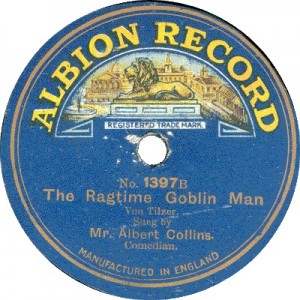 ALBION RECORD
REGISTERED TRADE MARK.
No. 1397B
The Ragtime Goblin Man
Von Tilzer.
Sung by
Mr. Albert Collins.
Comedian.
MANUFACTURED IN ENGLAND